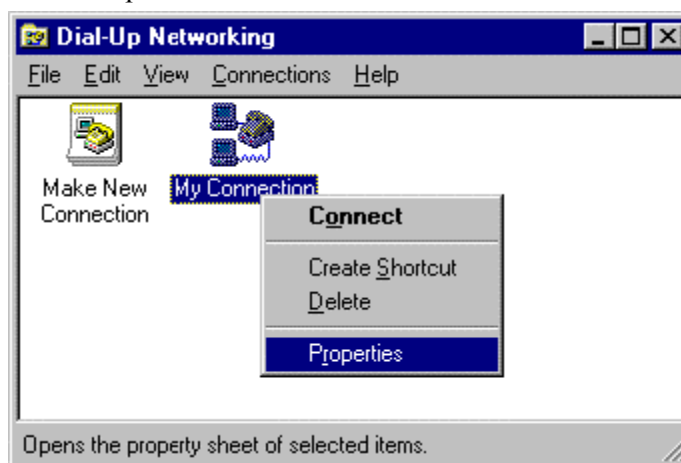 Dial-Up Networking
File Edit View Connections Help
Make New
Connection
My Connection
Connect
Create Shortcut
Delete
Properties
Opens the property sheet of selected items.